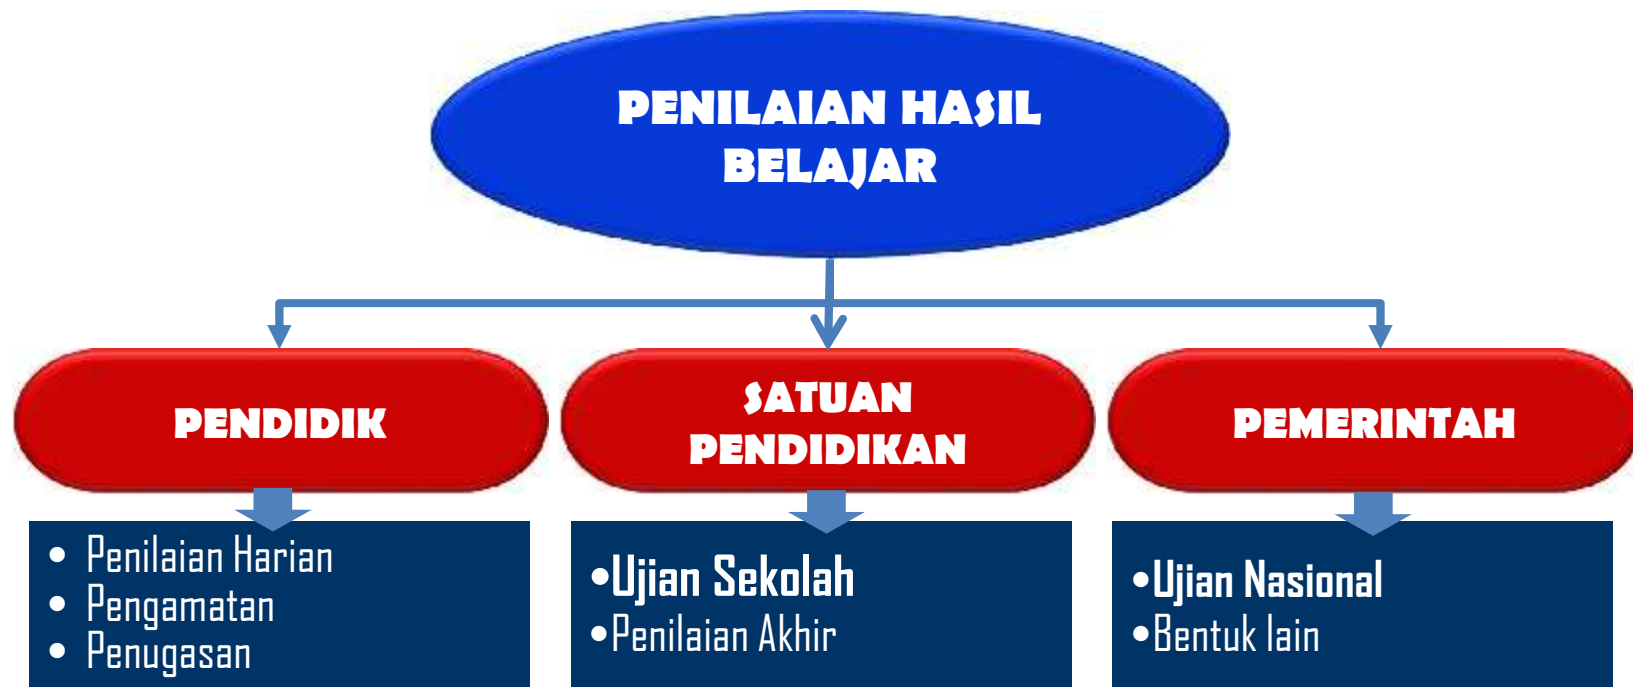 PENILAIAN HASIL
BELAJAR
PENDIDIK
SATUAN
PENDIDIKAN
PEMERINTAH
• Penilaian Harian
• Pengamatan
• Penugasan
•Ujian Sekolah
•Penilaian Akhir
•Ujian Nasional
•Bentuk lain